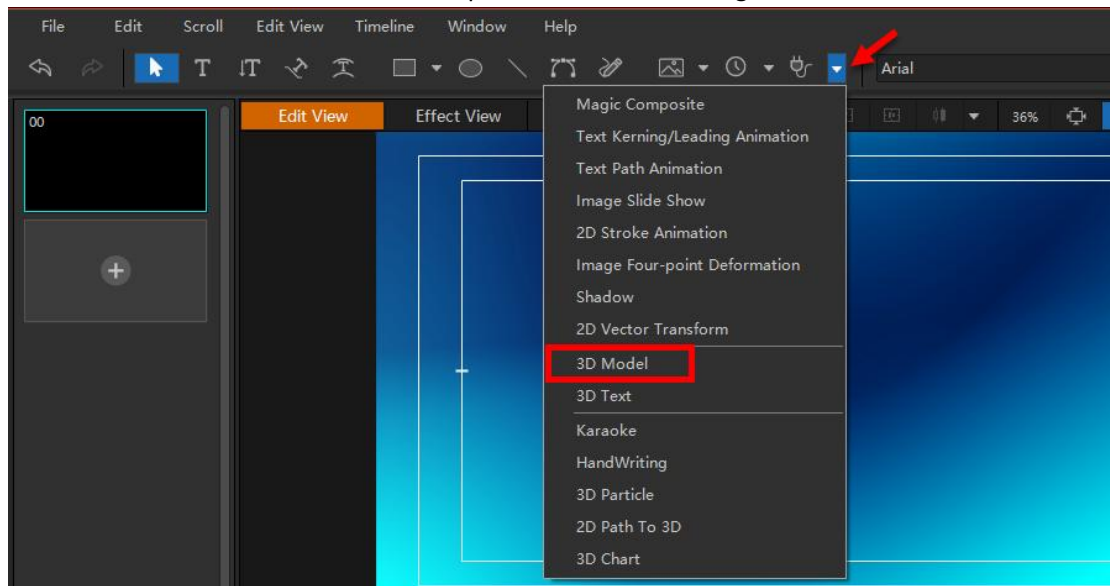 File Edit Scroll Edit View Timeline Window Help
T IT T Arial
00
Edit View Effect View 36%
Magic Composite
Text Kerning/Leading Animation
Text Path Animation
Image Slide Show
2D Stroke Animation
Image Four-point Deformation
Shadow
2D Vector Transform
3D Model
3D Text
Karaoke
HandWriting
3D Particle
2D Path To 3D
3D Chart